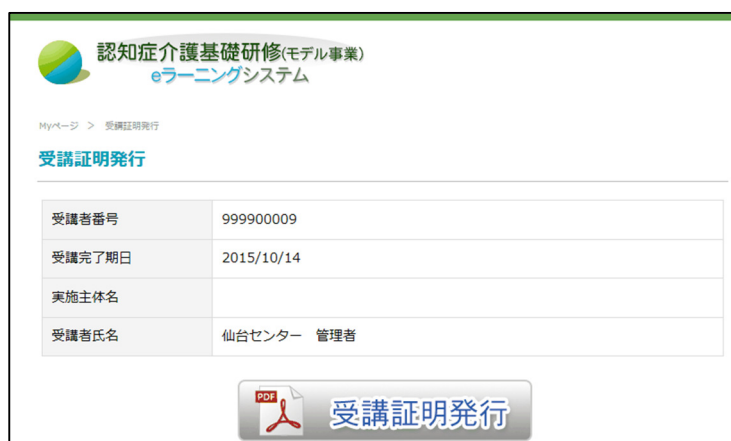 認知症介護基礎研修(モデル事業)
eラーニングシステム
Myページ ＞ 受講証明発行
受講証明発行
受講者番号 999900009
受講完了期日 2015/10/14
実施主体名
受講者氏名 仙台センター　管理者
PDF 受講証明発行